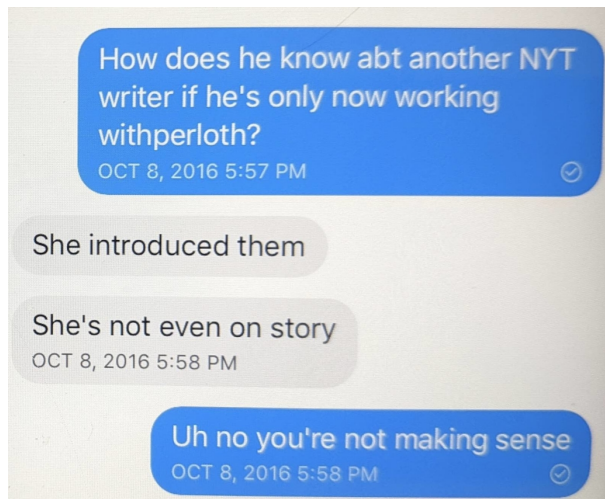 How does he know abt another NYT
writer if he's only now working
withperloth?
OCT 8, 2016 5:57 PM
She introduced them
She's not even on story
OCT 8, 2016 5:58 PM
Uh no you're not making sense
OCT 8, 2016 5:58 PM